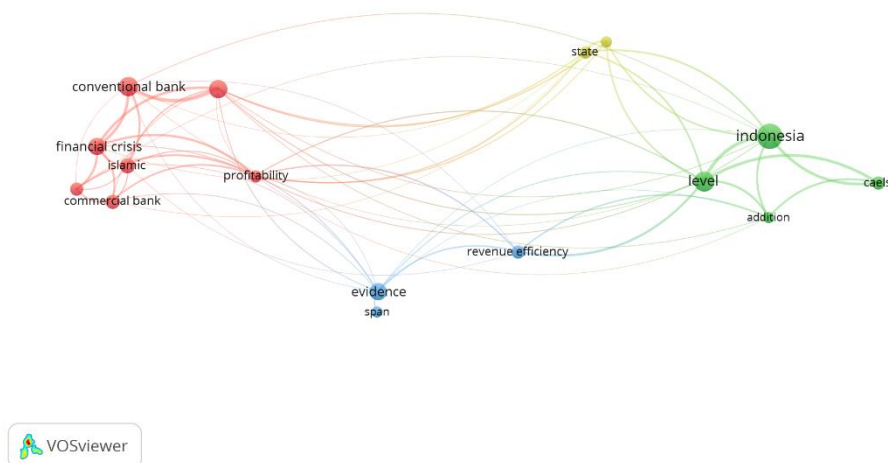 state
conventional bank
indonesia
financial crisis
islamic
profitability
level
caels
commercial bank
addition
revenue efficiency
evidence
span
VOSviewer